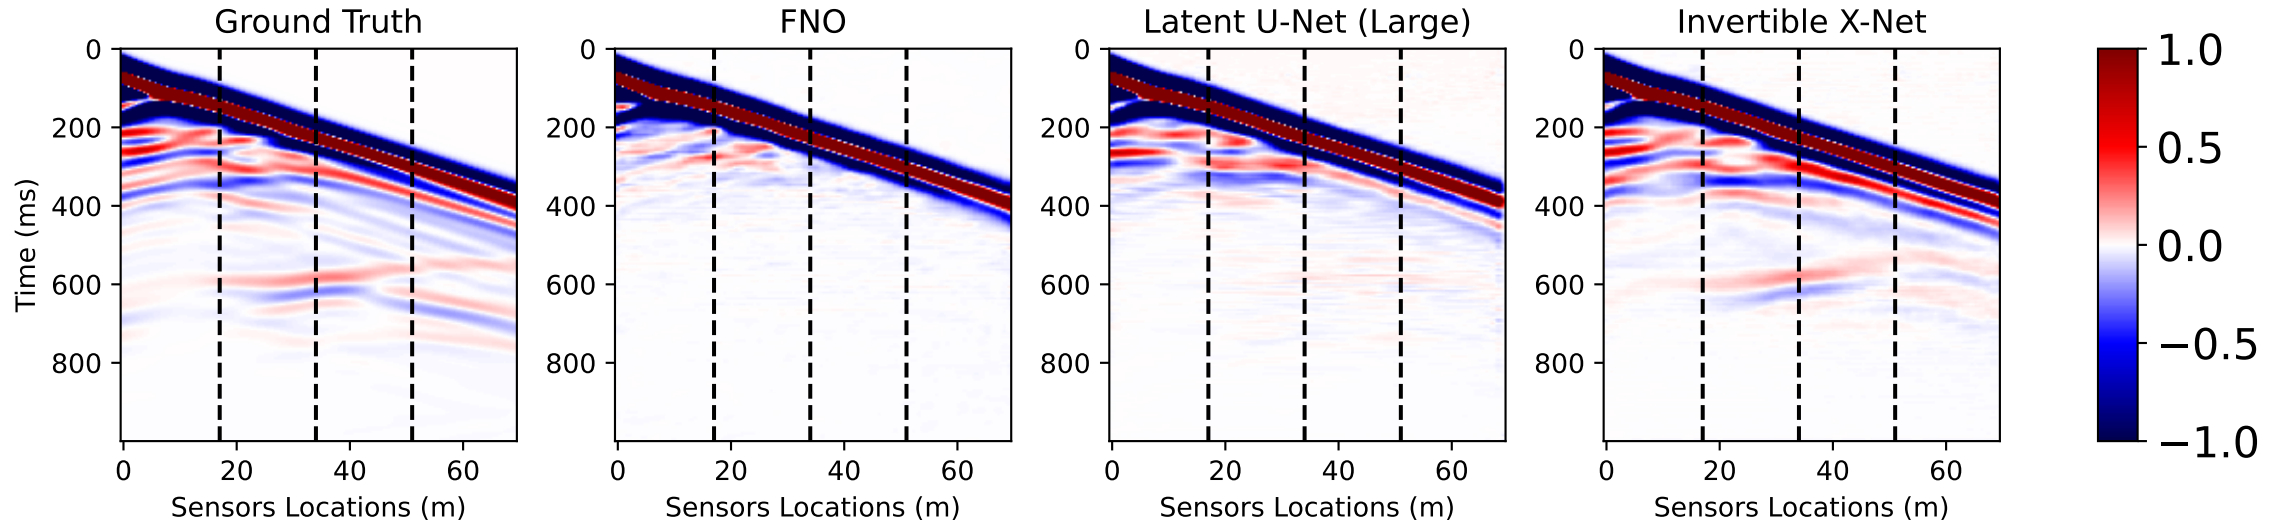 Ground Truth FNO Latent U-Net (Large) Invertible X-Net
0 0 0 0 1.0
200 200 200 200 0.5
400 400 400 400 0.0
600 600 600 600 −0.5
800 800 800 800 −1.0
Time (ms)
0 20 40 60 0 20 40 60 0 20 40 60 0 20 40 60
Sensors Locations (m) Sensors Locations (m) Sensors Locations (m) Sensors Locations (m)